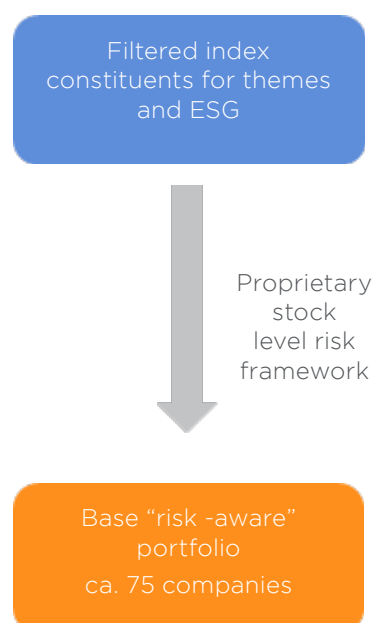 Filtered index
constituents for themes
and ESG
Proprietary
stock
level risk
framework
Base “risk -aware”
portfolio
ca. 75 companies